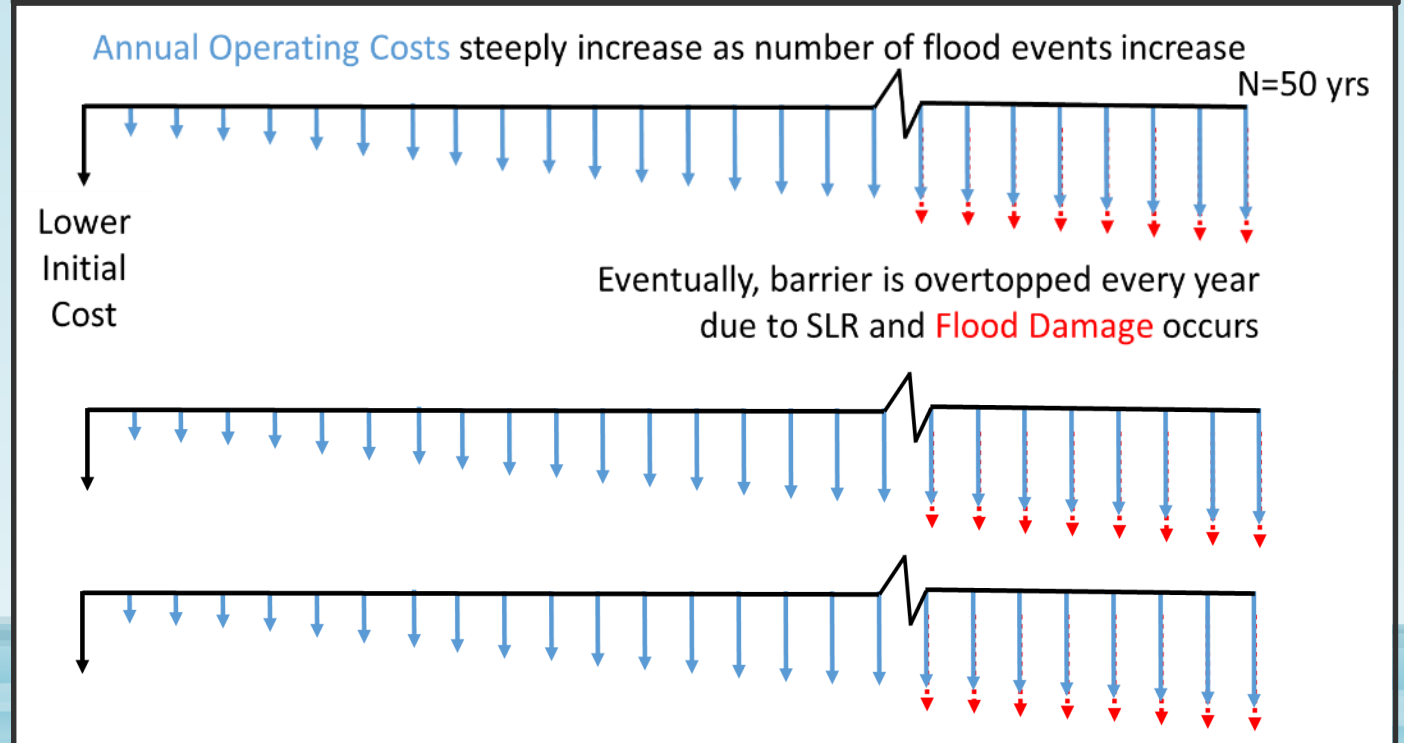 Annual Operating Costs steeply increase as number of flood events increase
N=50 yrs
Lower
Initial
Cost
Eventually, barrier is overtopped every year
due to SLR and Flood Damage occurs